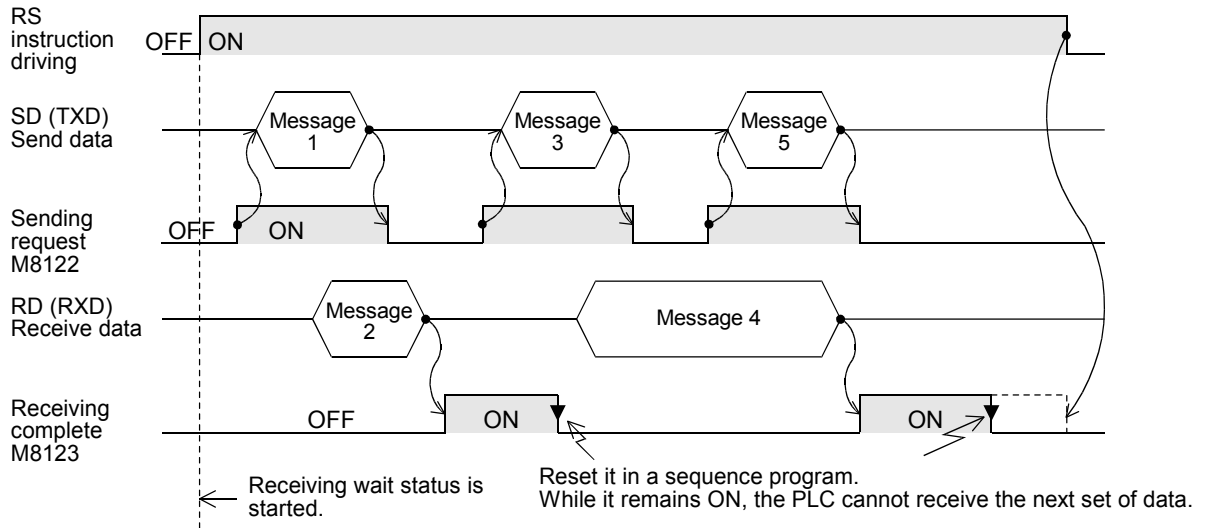 RS
instruction
driving
OFF
ON
SD (TXD)
Send data
Message
1
Message
3
Message
5
Sending
request
M8122
OFF
ON
RD (RXD)
Receive data
Message
2
Message 4
Receiving
complete
M8123
OFF
ON
ON
Receiving wait status is
started.
Reset it in a sequence program.
While it remains ON, the PLC cannot receive the next set of data.